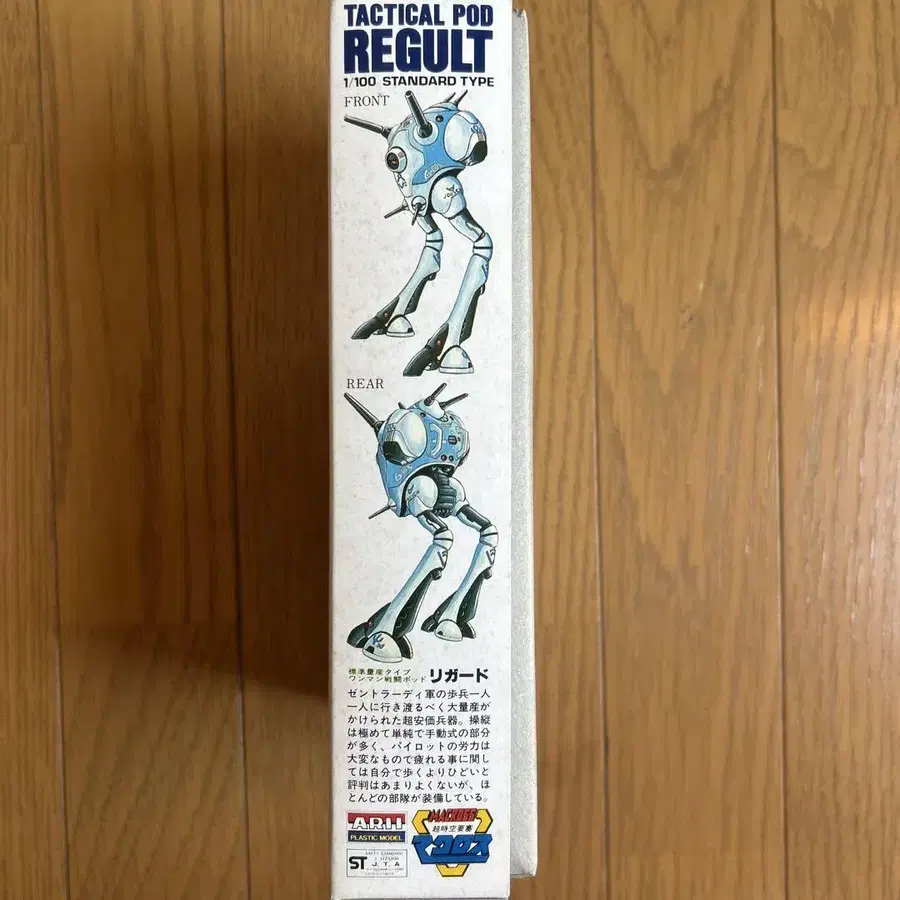 TACTICAL POD
REGULT
1/100 STANDARD TYPE
FRONT
REAR
標準量産タイプ
ワンマン戦闘ポッド リガード
ゼントラーディ軍の歩兵一人
一人に行き渡るべく大量産が
かけられた超安価兵器。操縦
は極めて単純で手動式の部分
が多く、パイロットの労力は
大変なもので疲れる事に関し
ては自分で歩くよりひどいと
評判はあまりよくないが、ほ
とんどの部隊が装備している。
ARII
PLASTIC MODEL
MACROSS
超時空要塞
マクロス
ST
J.T.A